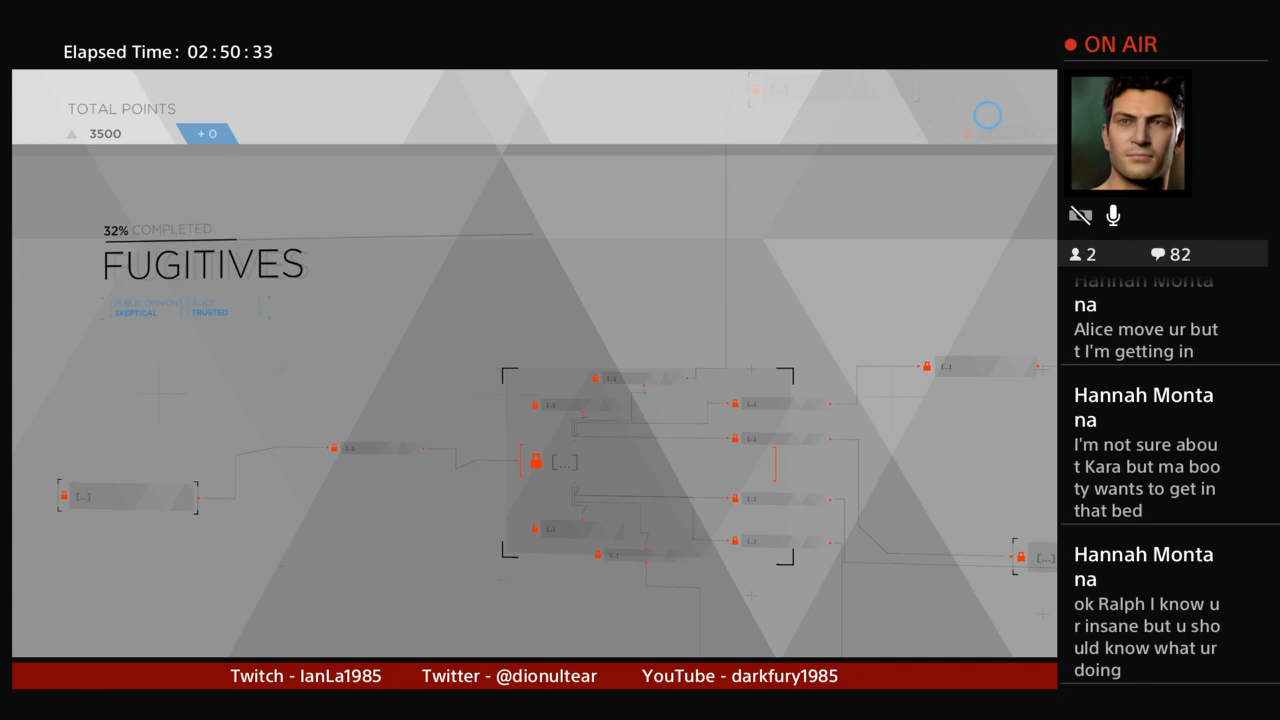 Elapsed Time: 02:50:33
ON AIR
TOTAL POINTS
3500
+ 0
32% COMPLETED
FUGITIVES
PUBLIC OPINION
SKEPTICAL
ALICE
TRUSTED
[...]
[...]
[...]
[...]
[...]
[...]
[...]
[...]
[...]
[...]
[...]
[...]
[...]
2
82
Hannah Monta
na
Alice move ur but
t I'm getting in
Hannah Monta
na
I'm not sure abou
t Kara but ma boo
ty wants to get in
that bed
Hannah Monta
na
ok Ralph I know u
r insane but u sho
uld know what ur
doing
Twitch - IanLa1985
Twitter - @dionultear
YouTube - darkfury1985